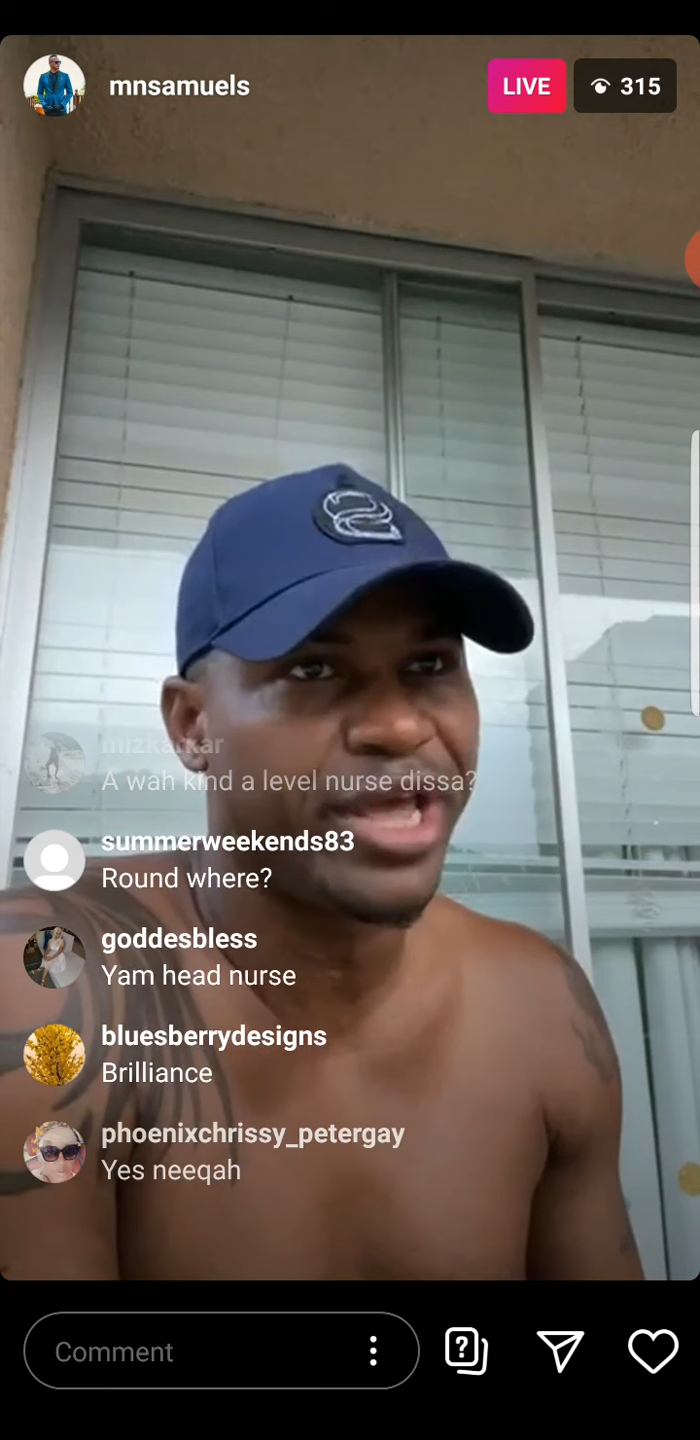 mnsamuels
LIVE
315
mizkarkar
A wah kind a level nurse dissa?
summerweekends83
Round where?
goddesbless
Yam head nurse
bluesberrydesigns
Brilliance
phoenixchrissy_petergay
Yes neeqah
Comment